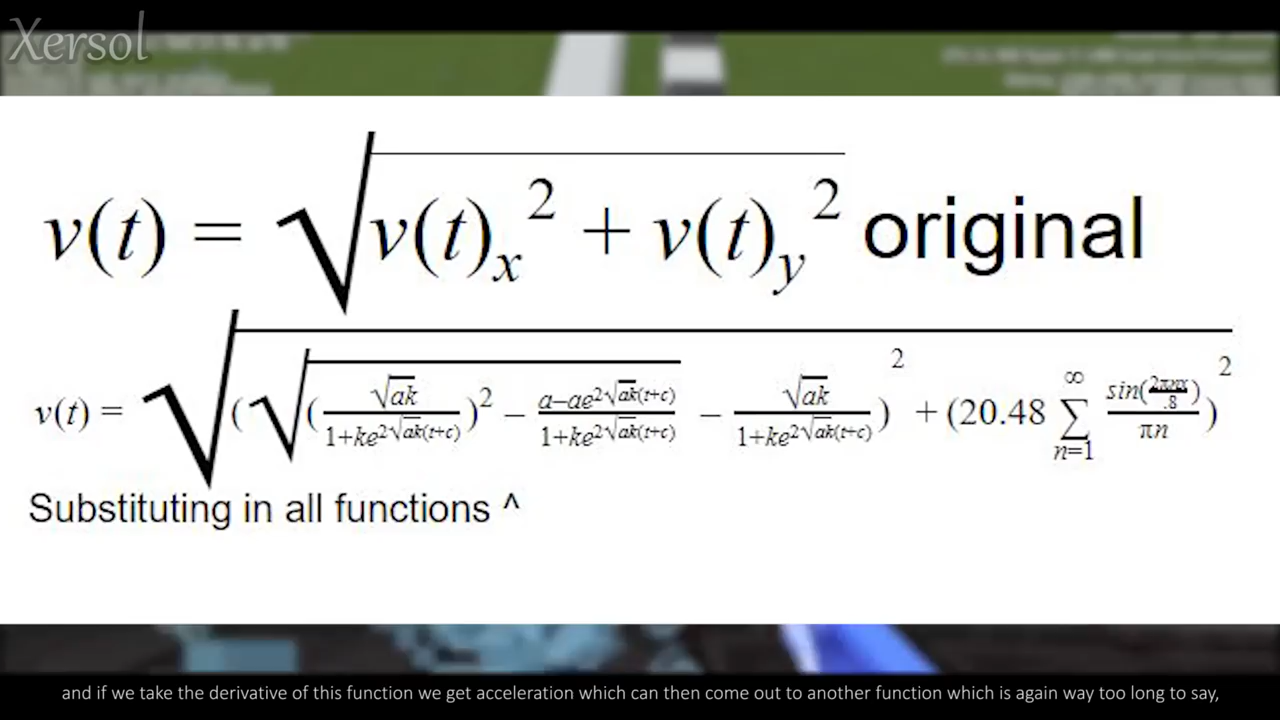 Xersol
v(t) = √(v(t)ₓ² + v(t)ᵧ²) original
v(t) = √((√((√ak/(1+ke^(2√ak(t+c))))² − (a−ae^(2√ak(t+c)))/(1+ke^(2√ak(t+c)))) − √ak/(1+ke^(2√ak(t+c))))² + (20.48 ∑_(n=1)^∞ sin(2πnx/.8)/(πn))²)
Substituting in all functions ^
and if we take the derivative of this function we get acceleration which can then come out to another function which is again way too long to say,